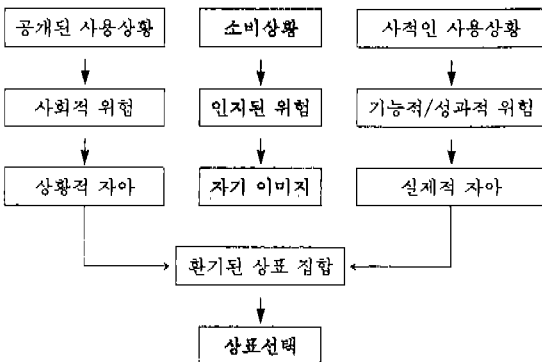 공개된 사용상황 소비상황 사적인 사용상황
사회적 위험 인지된 위험 기능적/성과적 위험
상황적 자아 자기 이미지 실제적 자아
환기된 상표 집합
상표선택